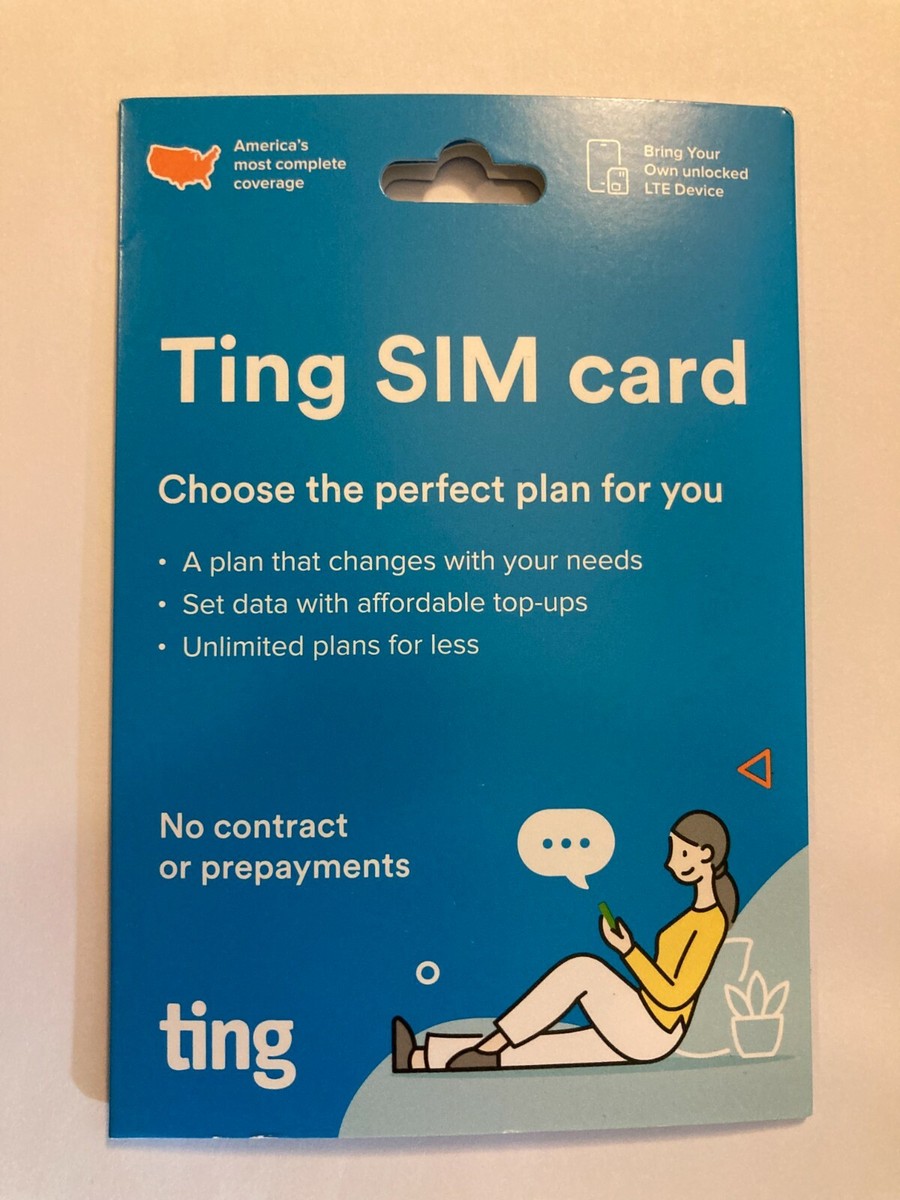 America's
most complete
coverage
Bring Your
Own unlocked
LTE Device
Ting SIM card
Choose the perfect plan for you
• A plan that changes with your needs
• Set data with affordable top-ups
• Unlimited plans for less
No contract
or prepayments
ting